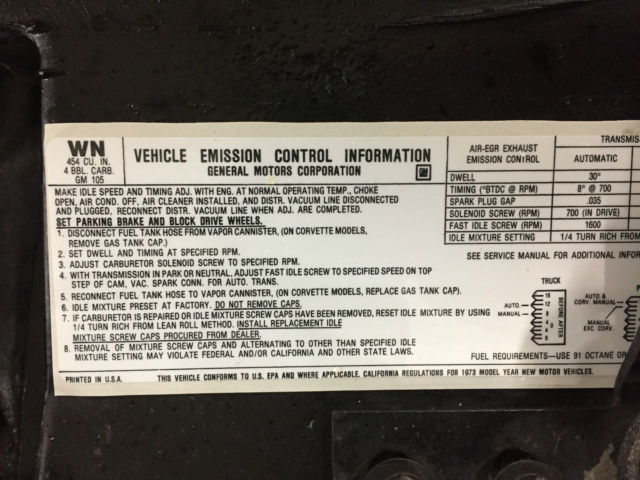 WN
454 CU. IN.
4 BBL. CARB.
GM 105
VEHICLE EMISSION CONTROL INFORMATION
GENERAL MOTORS CORPORATION
GM
MAKE IDLE SPEED AND TIMING ADJ. WITH ENG. AT NORMAL OPERATING TEMP., CHOKE
OPEN, AIR COND. OFF, AIR CLEANER INSTALLED, AND DISTR. VACUUM LINE DISCONNECTED
AND PLUGGED. RECONNECT DISTR. VACUUM LINE WHEN ADJ. ARE COMPLETED.
SET PARKING BRAKE AND BLOCK DRIVE WHEELS.
1. DISCONNECT FUEL TANK HOSE FROM VAPOR CANNISTER, (ON CORVETTE MODELS,
REMOVE GAS TANK CAP.)
2. SET DWELL AND TIMING AT SPECIFIED RPM.
3. ADJUST CARBURETOR SOLENOID SCREW TO SPECIFIED RPM.
4. WITH TRANSMISSION IN PARK OR NEUTRAL, ADJUST FAST IDLE SCREW TO SPECIFIED SPEED ON TOP
STEP OF CAM, VAC. SPARK CONN. FOR AUTO. TRANS.
5. RECONNECT FUEL TANK HOSE TO VAPOR CANNISTER, (ON CORVETTE MODELS, REPLACE GAS TANK CAP.)
6. IDLE MIXTURE PRESET AT FACTORY. DO NOT REMOVE CAPS.
7. IF CARBURETOR IS REPAIRED OR IDLE MIXTURE SCREW CAPS HAVE BEEN REMOVED, RESET IDLE MIXTURE BY USING
1/4 TURN RICH FROM LEAN ROLL METHOD. INSTALL REPLACEMENT IDLE
MIXTURE SCREW CAPS PROCURED FROM DEALER.
8. REMOVAL OF MIXTURE SCREW CAPS AND ALTERNATING TO OTHER THAN SPECIFIED IDLE
MIXTURE SETTING MAY VIOLATE FEDERAL AND/OR CALIFORNIA AND OTHER STATE LAWS.
PRINTED IN U.S.A.
THIS VEHICLE CONFORMS TO U.S. EPA AND WHERE APPLICABLE, CALIFORNIA REGULATIONS FOR 1973 MODEL YEAR NEW MOTOR VEHICLES.
TRANSMIS
AIR-EGR EXHAUST
EMISSION CONTROL
AUTOMATIC
DWELL 30°
TIMING (°BTDC @ RPM) 8° @ 700
SPARK PLUG GAP .035
SOLENOID SCREW (RPM) 700 (IN DRIVE)
FAST IDLE SCREW (RPM) 1600
IDLE MIXTURE SETTING 1/4 TURN RICH FROM
SEE SERVICE MANUAL FOR ADDITIONAL INFOR
TRUCK
AUTO.
MANUAL
16
12
8
4
0
BEFORE AFTER
AUTO &
CORV. MANUAL
MANUAL
EXC. CORV.
FUEL REQUIREMENTS—USE 91 OCTANE OR